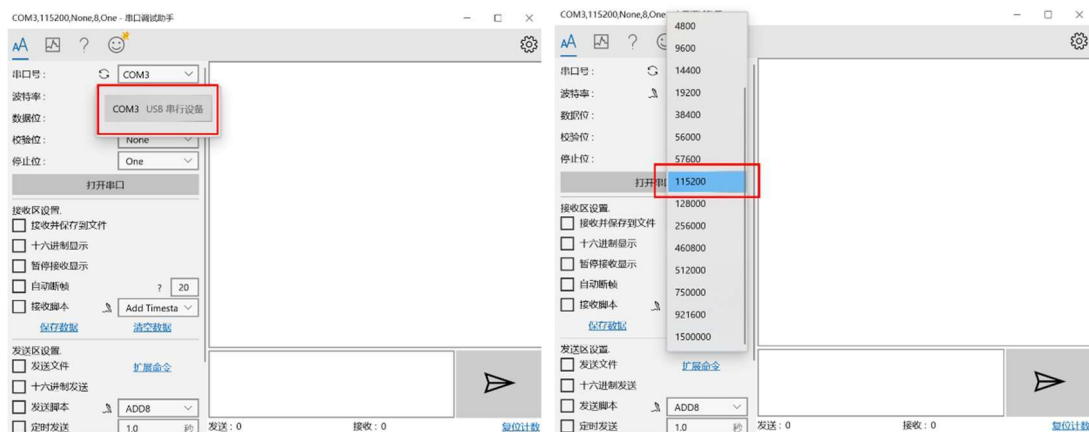 COM3,115200,None,8,One - 串口调试助手
AA
串口号: COM3
波特率:
COM3 USB 串行设备
数据位:
校验位: None
停止位: One
打开串口
接收区设置.
接收并保存到文件
十六进制显示
暂停接收显示
自动断帧 ? 20
接收脚本 Add Timesta
保存数据 清空数据
发送区设置.
发送文件 扩展命令
十六进制发送
发送脚本 ADD8
定时发送 1.0 秒
发送: 0 接收: 0 复位计数
COM3,115200,None,8,One
AA
串口号:
波特率:
数据位:
校验位:
停止位:
打开串口
4800
9600
14400
19200
38400
56000
57600
115200
128000
256000
460800
512000
750000
921600
1500000
接收区设置.
接收并保存到文件
十六进制显示
暂停接收显示
自动断帧
接收脚本
保存数据
发送区设置.
发送文件 扩展命令
十六进制发送
发送脚本 ADD8
定时发送 1.0 秒
发送: 0 接收: 0 复位计数